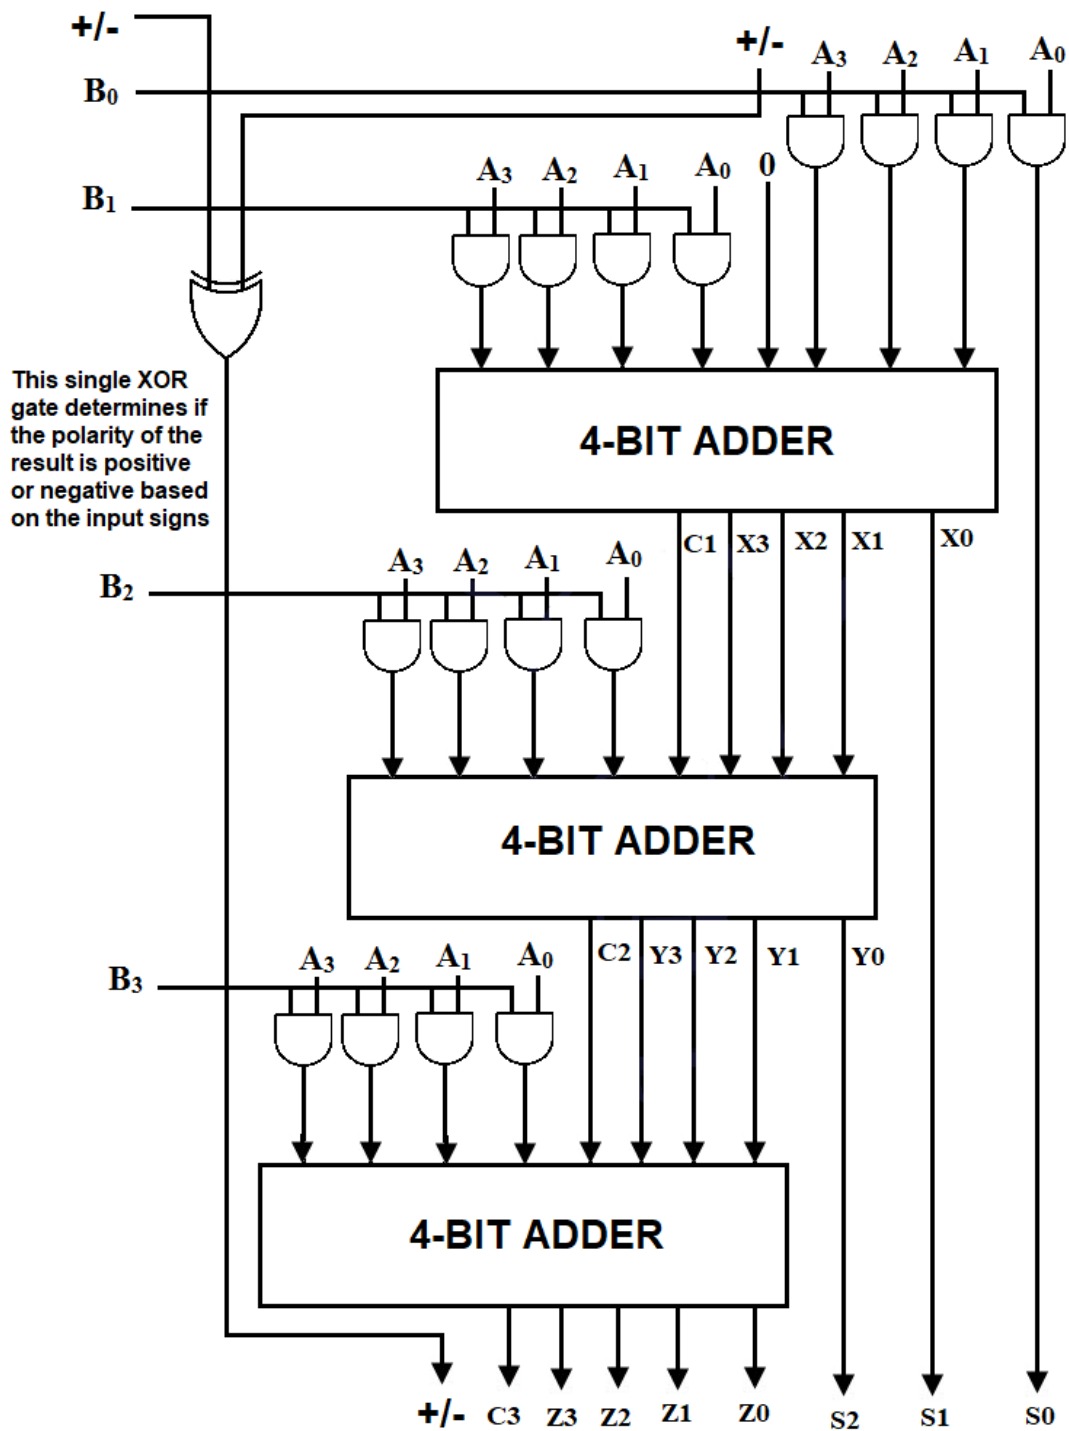 +/-
+/- A3 A2 A1 A0
B0
A3 A2 A1 A0 0
B1
This single XOR
gate determines if
the polarity of the
result is positive
or negative based
on the input signs
4-BIT ADDER
C1 X3 X2 X1 X0
A3 A2 A1 A0
B2
4-BIT ADDER
C2 Y3 Y2 Y1 Y0
A3 A2 A1 A0
B3
4-BIT ADDER
+/- C3 Z3 Z2 Z1 Z0 S2 S1 S0